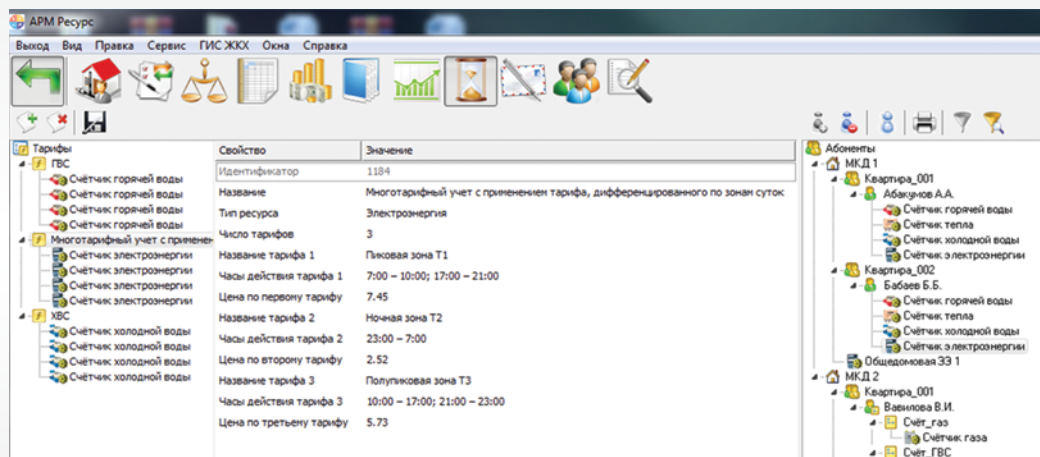 АРМ Ресурс
Выход Вид Правка Сервис ГИС ЖКХ Окна Справка
Тарифы
ГВС
Счётчик горячей воды
Счётчик горячей воды
Счётчик горячей воды
Счётчик горячей воды
Многотарифный учет с применен
Счётчик электроэнергии
Счётчик электроэнергии
Счётчик электроэнергии
Счётчик электроэнергии
ХВС
Счётчик холодной воды
Счётчик холодной воды
Счётчик холодной воды
Счётчик холодной воды
Свойство Значение
Идентификатор 1184
Название Многотарифный учет с применением тарифа, дифференцированного по зонам суток
Тип ресурса Электроэнергия
Число тарифов 3
Название тарифа 1 Пиковая зона Т1
Часы действия тарифа 1 7:00 – 10:00; 17:00 – 21:00
Цена по первону тарифу 7.45
Название тарифа 2 Ночная зона Т2
Часы действия тарифа 2 23:00 – 7:00
Цена по второну тарифу 2.52
Название тарифа 3 Полупиковая зона Т3
Часы действия тарифа 3 10:00 – 17:00; 21:00 – 23:00
Цена по третьену тарифу 5.73
Абоненты
МКД 1
Квартира_001
Абакумов А.А.
Счётчик горячей воды
Счётчик тепла
Счётчик холодной воды
Счётчик электроэнергии
Квартира_002
Бабаев Б.Б.
Счётчик горячей воды
Счётчик тепла
Счётчик холодной воды
Счётчик электроэнергии
Общедомовая ЭЭ 1
МКД 2
Квартира_001
Вавилова В.И.
Счёт_газ
Счётчик газа
Счёт_ГВС